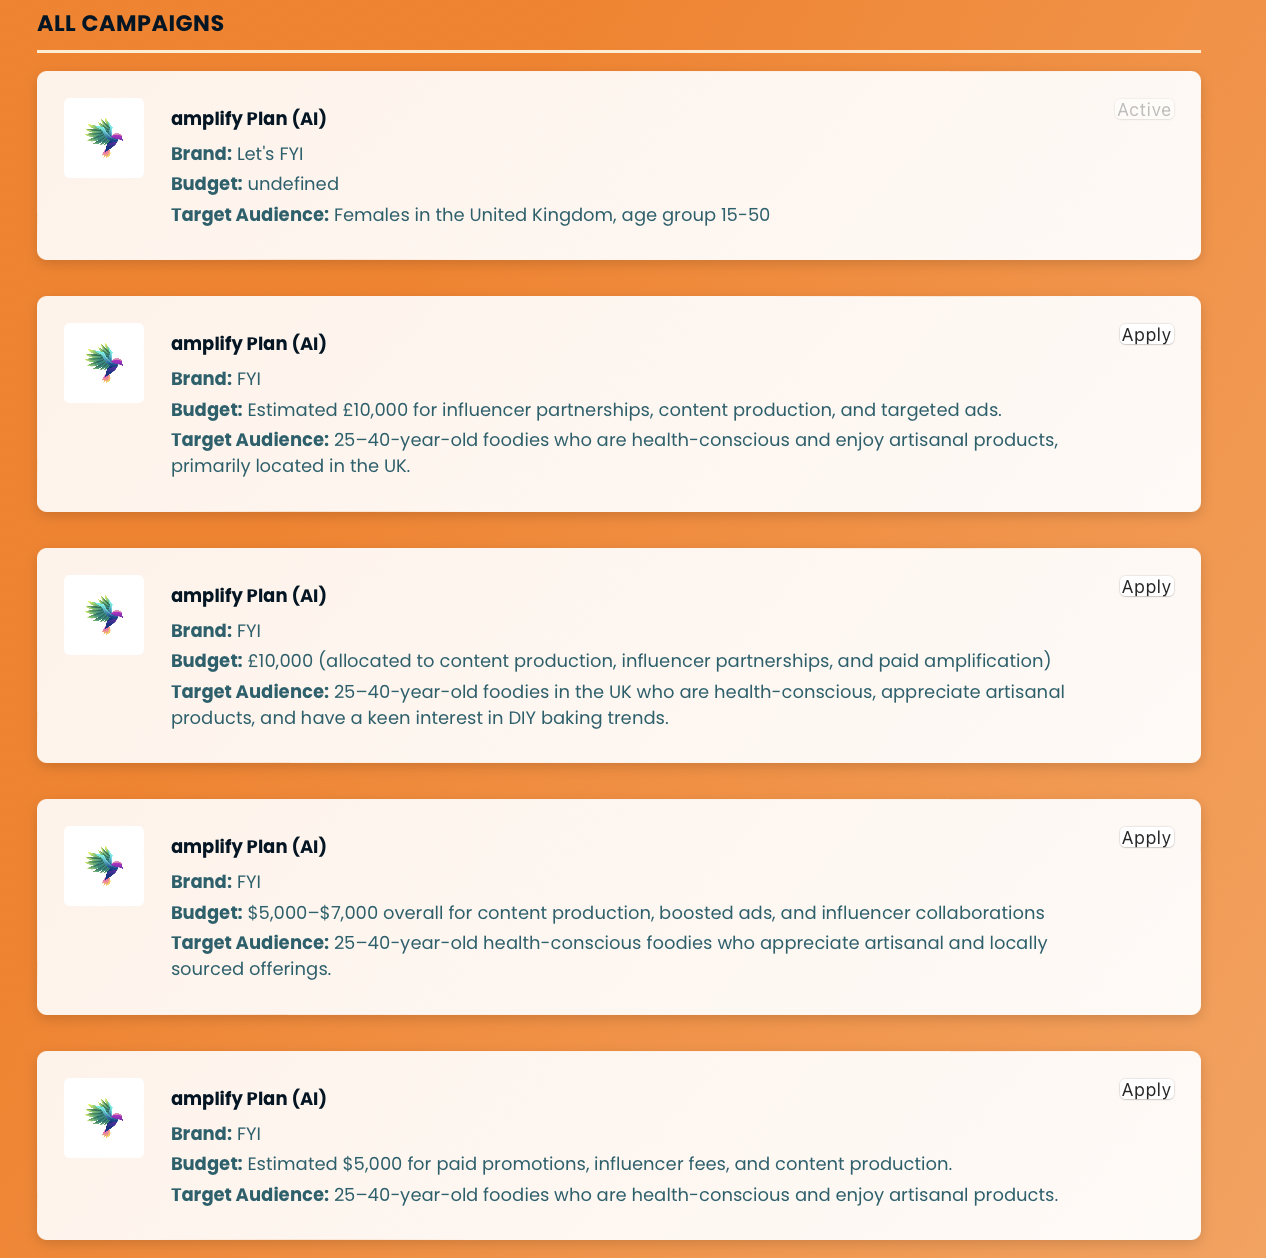 ALL CAMPAIGNS
amplify Plan (AI)
Active
Brand: Let's FYI
Budget: undefined
Target Audience: Females in the United Kingdom, age group 15-50
amplify Plan (AI)
Apply
Brand: FYI
Budget: Estimated £10,000 for influencer partnerships, content production, and targeted ads.
Target Audience: 25–40-year-old foodies who are health-conscious and enjoy artisanal products,
primarily located in the UK.
amplify Plan (AI)
Apply
Brand: FYI
Budget: £10,000 (allocated to content production, influencer partnerships, and paid amplification)
Target Audience: 25–40-year-old foodies in the UK who are health-conscious, appreciate artisanal
products, and have a keen interest in DIY baking trends.
amplify Plan (AI)
Apply
Brand: FYI
Budget: $5,000–$7,000 overall for content production, boosted ads, and influencer collaborations
Target Audience: 25–40-year-old health-conscious foodies who appreciate artisanal and locally
sourced offerings.
amplify Plan (AI)
Apply
Brand: FYI
Budget: Estimated $5,000 for paid promotions, influencer fees, and content production.
Target Audience: 25–40-year-old foodies who are health-conscious and enjoy artisanal products.